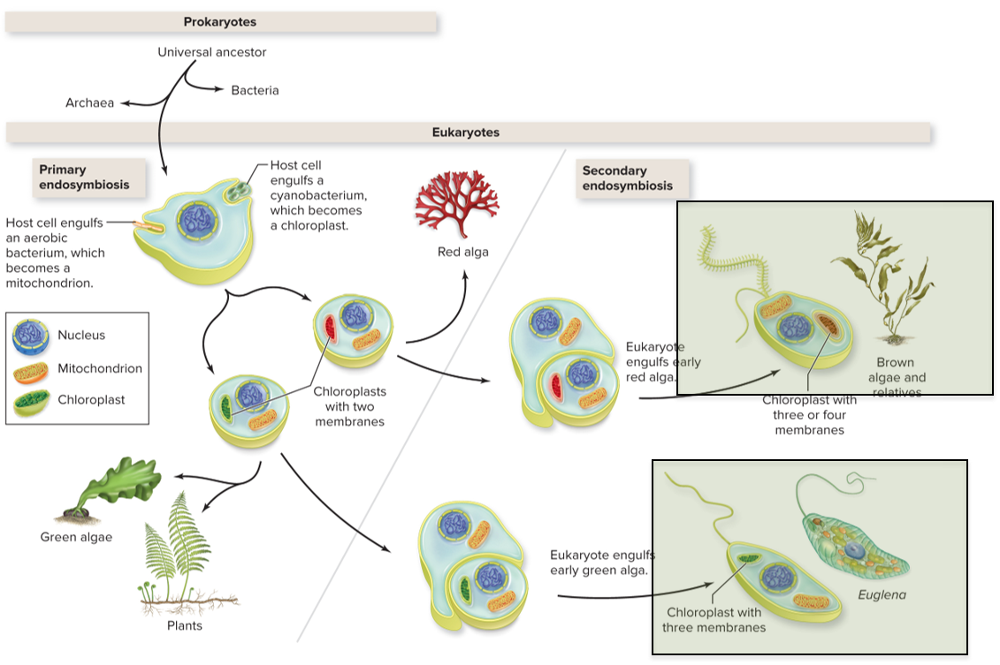 Prokaryotes
Universal ancestor
Bacteria
Archaea
Eukaryotes
Primary
endosymbiosis
Host cell
engulfs a
cyanobacterium,
which becomes
a chloroplast.
Host cell engulfs
an aerobic
bacterium, which
becomes a
mitochondrion.
Red alga
Secondary
endosymbiosis
Nucleus
Mitochondrion
Chloroplast
Chloroplasts
with two
membranes
Eukaryote
engulfs early
red alga.
Brown
algae and
relatives
Chloroplast with
three or four
membranes
Green algae
Plants
Eukaryote engulfs
early green alga.
Chloroplast with
three membranes
Euglena